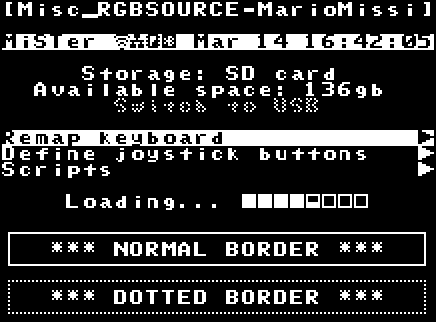 [Misc_RGBSOURCE-MarioMissi]
MiSTer Mar 14 16:42:05
Storage: SD card
Available space: 136gb
Switch to USB
Remap keyboard
Define joystick buttons
Scripts
Loading...
*** NORMAL BORDER ***
*** DOTTED BORDER ***